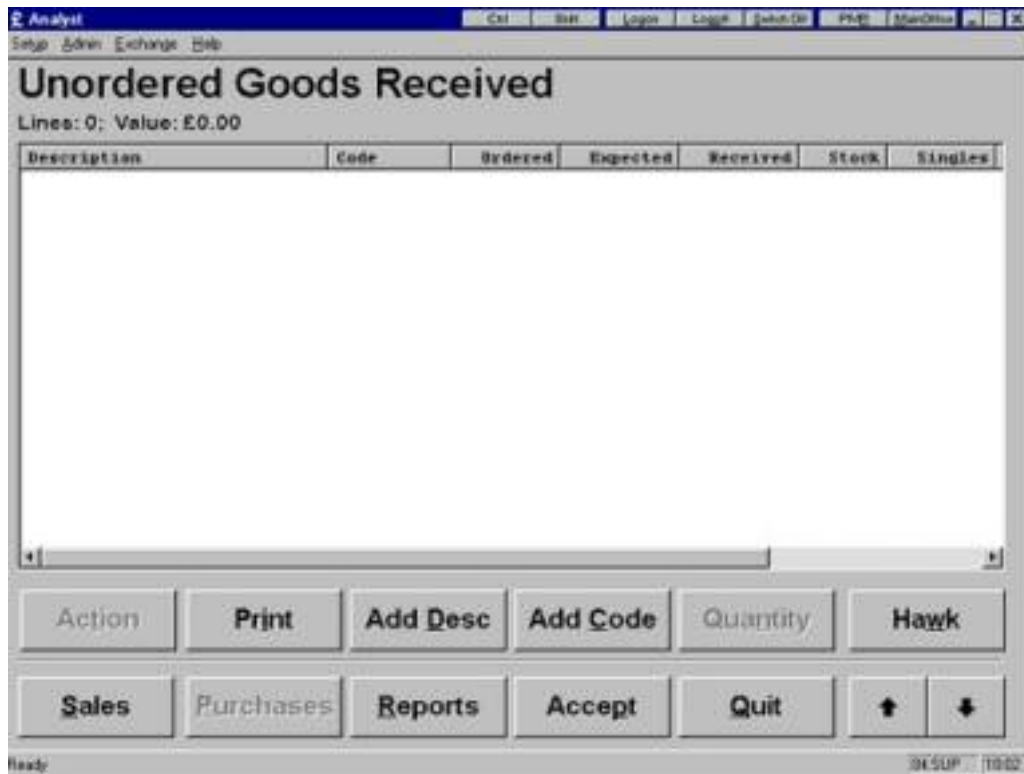 £ Analyst Ctrl Logon Logoff Switch Off PMR MainOffice
Setup Admin Exchange Help
Unordered Goods Received
Lines: 0; Value: £0.00
Description Code Ordered Expected Received Stock Singles
Action Print Add Desc Add Code Quantity Hawk
Sales Purchases Reports Accept Quit
Ready 04 SUP 10:02